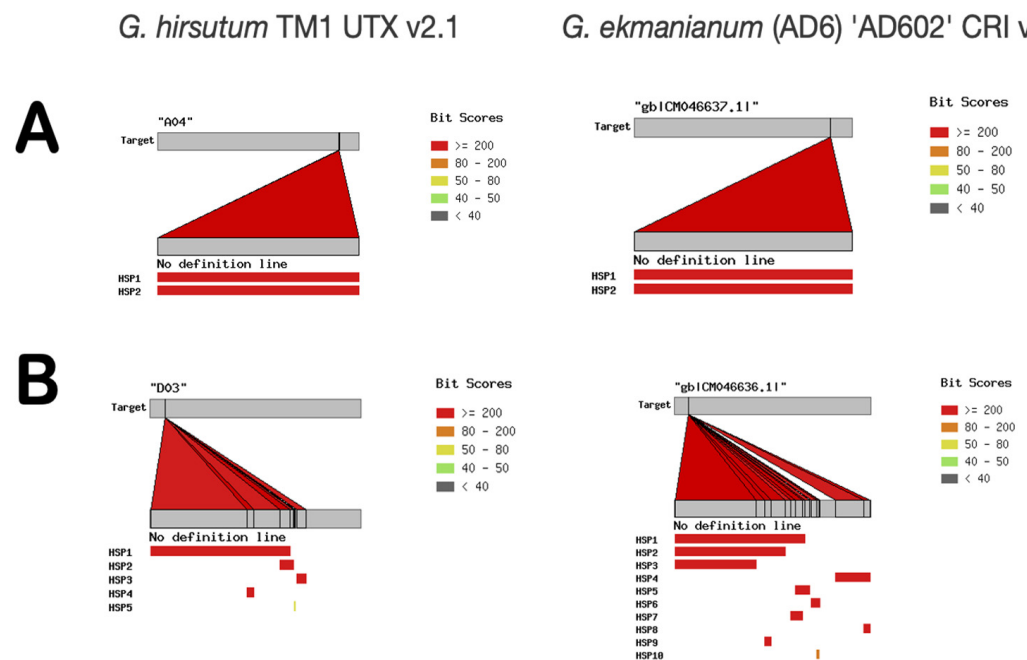 G. hirsutum TM1 UTX v2.1
G. ekmanianum (AD6) 'AD602' CRI v
A
"A04"
Target
Bit Scores
>= 200
80 - 200
50 - 80
40 - 50
< 40
No definition line
HSP1
HSP2
"gb|CM046637.1|"
Target
Bit Scores
>= 200
80 - 200
50 - 80
40 - 50
< 40
No definition line
HSP1
HSP2
B
"D03"
Target
Bit Scores
>= 200
80 - 200
50 - 80
40 - 50
< 40
No definition line
HSP1
HSP2
HSP3
HSP4
HSP5
"gb|CM046636.1|"
Target
Bit Scores
>= 200
80 - 200
50 - 80
40 - 50
< 40
No definition line
HSP1
HSP2
HSP3
HSP4
HSP5
HSP6
HSP7
HSP8
HSP9
HSP10